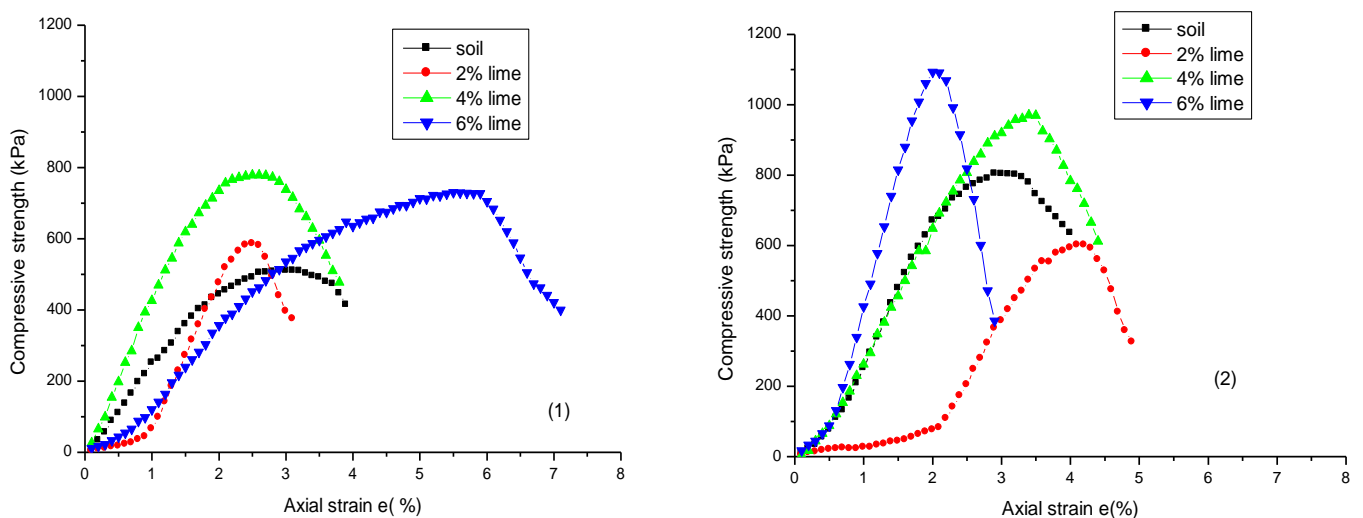 1200
1000
800
600
400
200
0
Compressive strength (kPa)
soil
2% lime
4% lime
6% lime
(1)
0 1 2 3 4 5 6 7 8
Axial strain e( %)
1200
1000
800
600
400
200
0
Compressive strength (kPa)
soil
2% lime
4% lime
6% lime
(2)
0 1 2 3 4 5 6 7 8
Axial strain e(%)